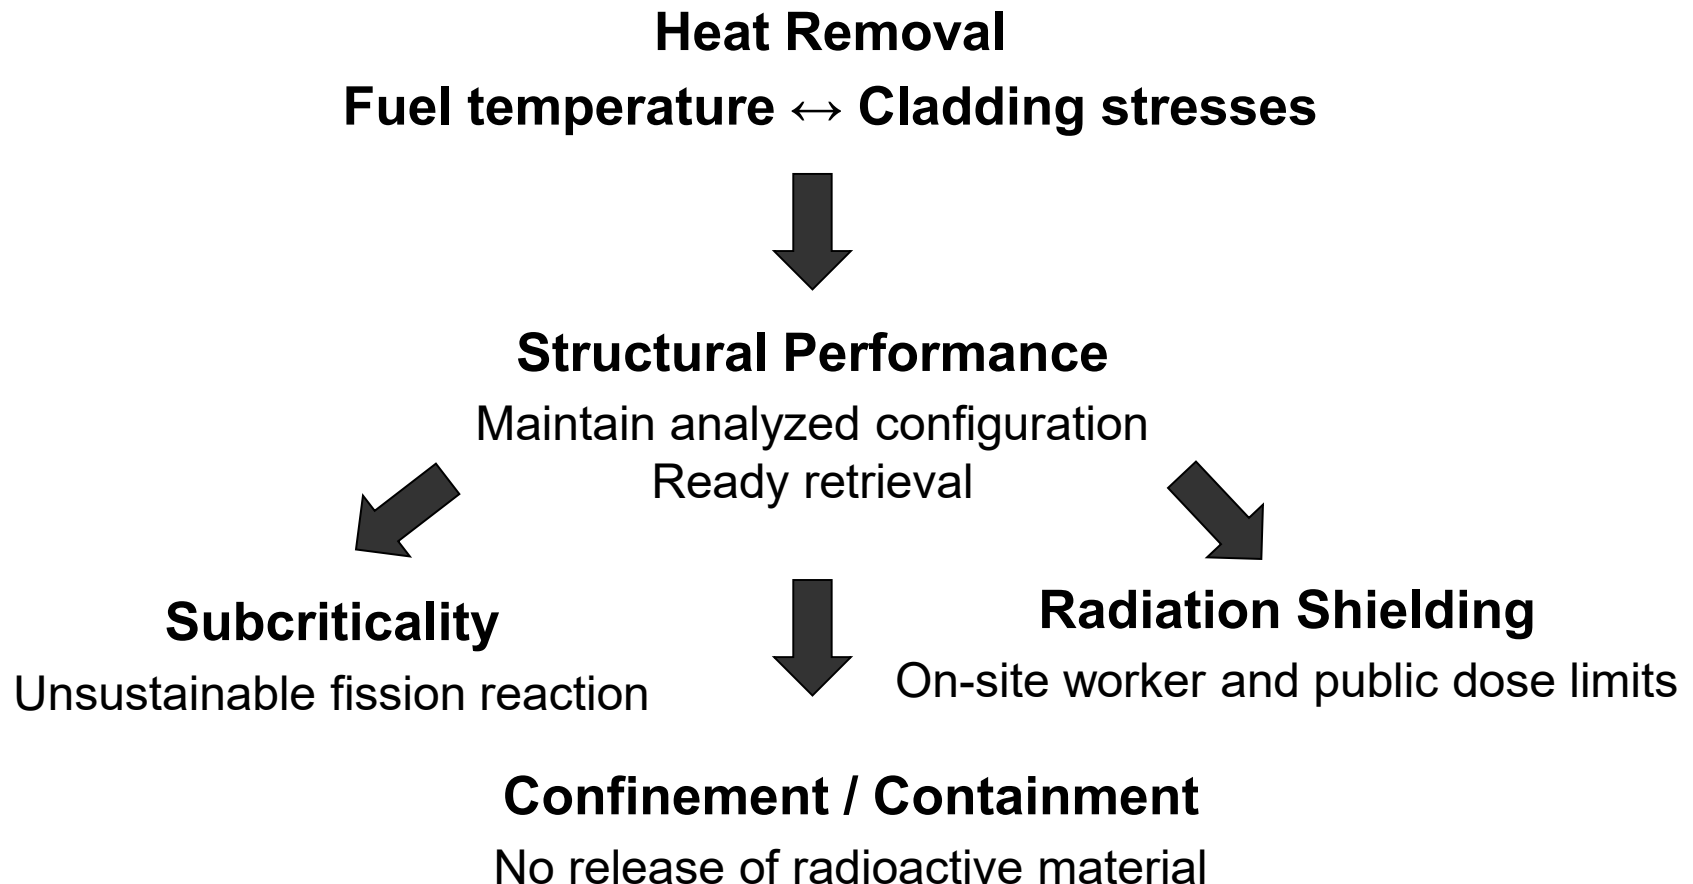 Heat Removal
Fuel temperature ↔ Cladding stresses
Structural Performance
Maintain analyzed configuration
Ready retrieval
Subcriticality
Unsustainable fission reaction
Radiation Shielding
On-site worker and public dose limits
Confinement / Containment
No release of radioactive material